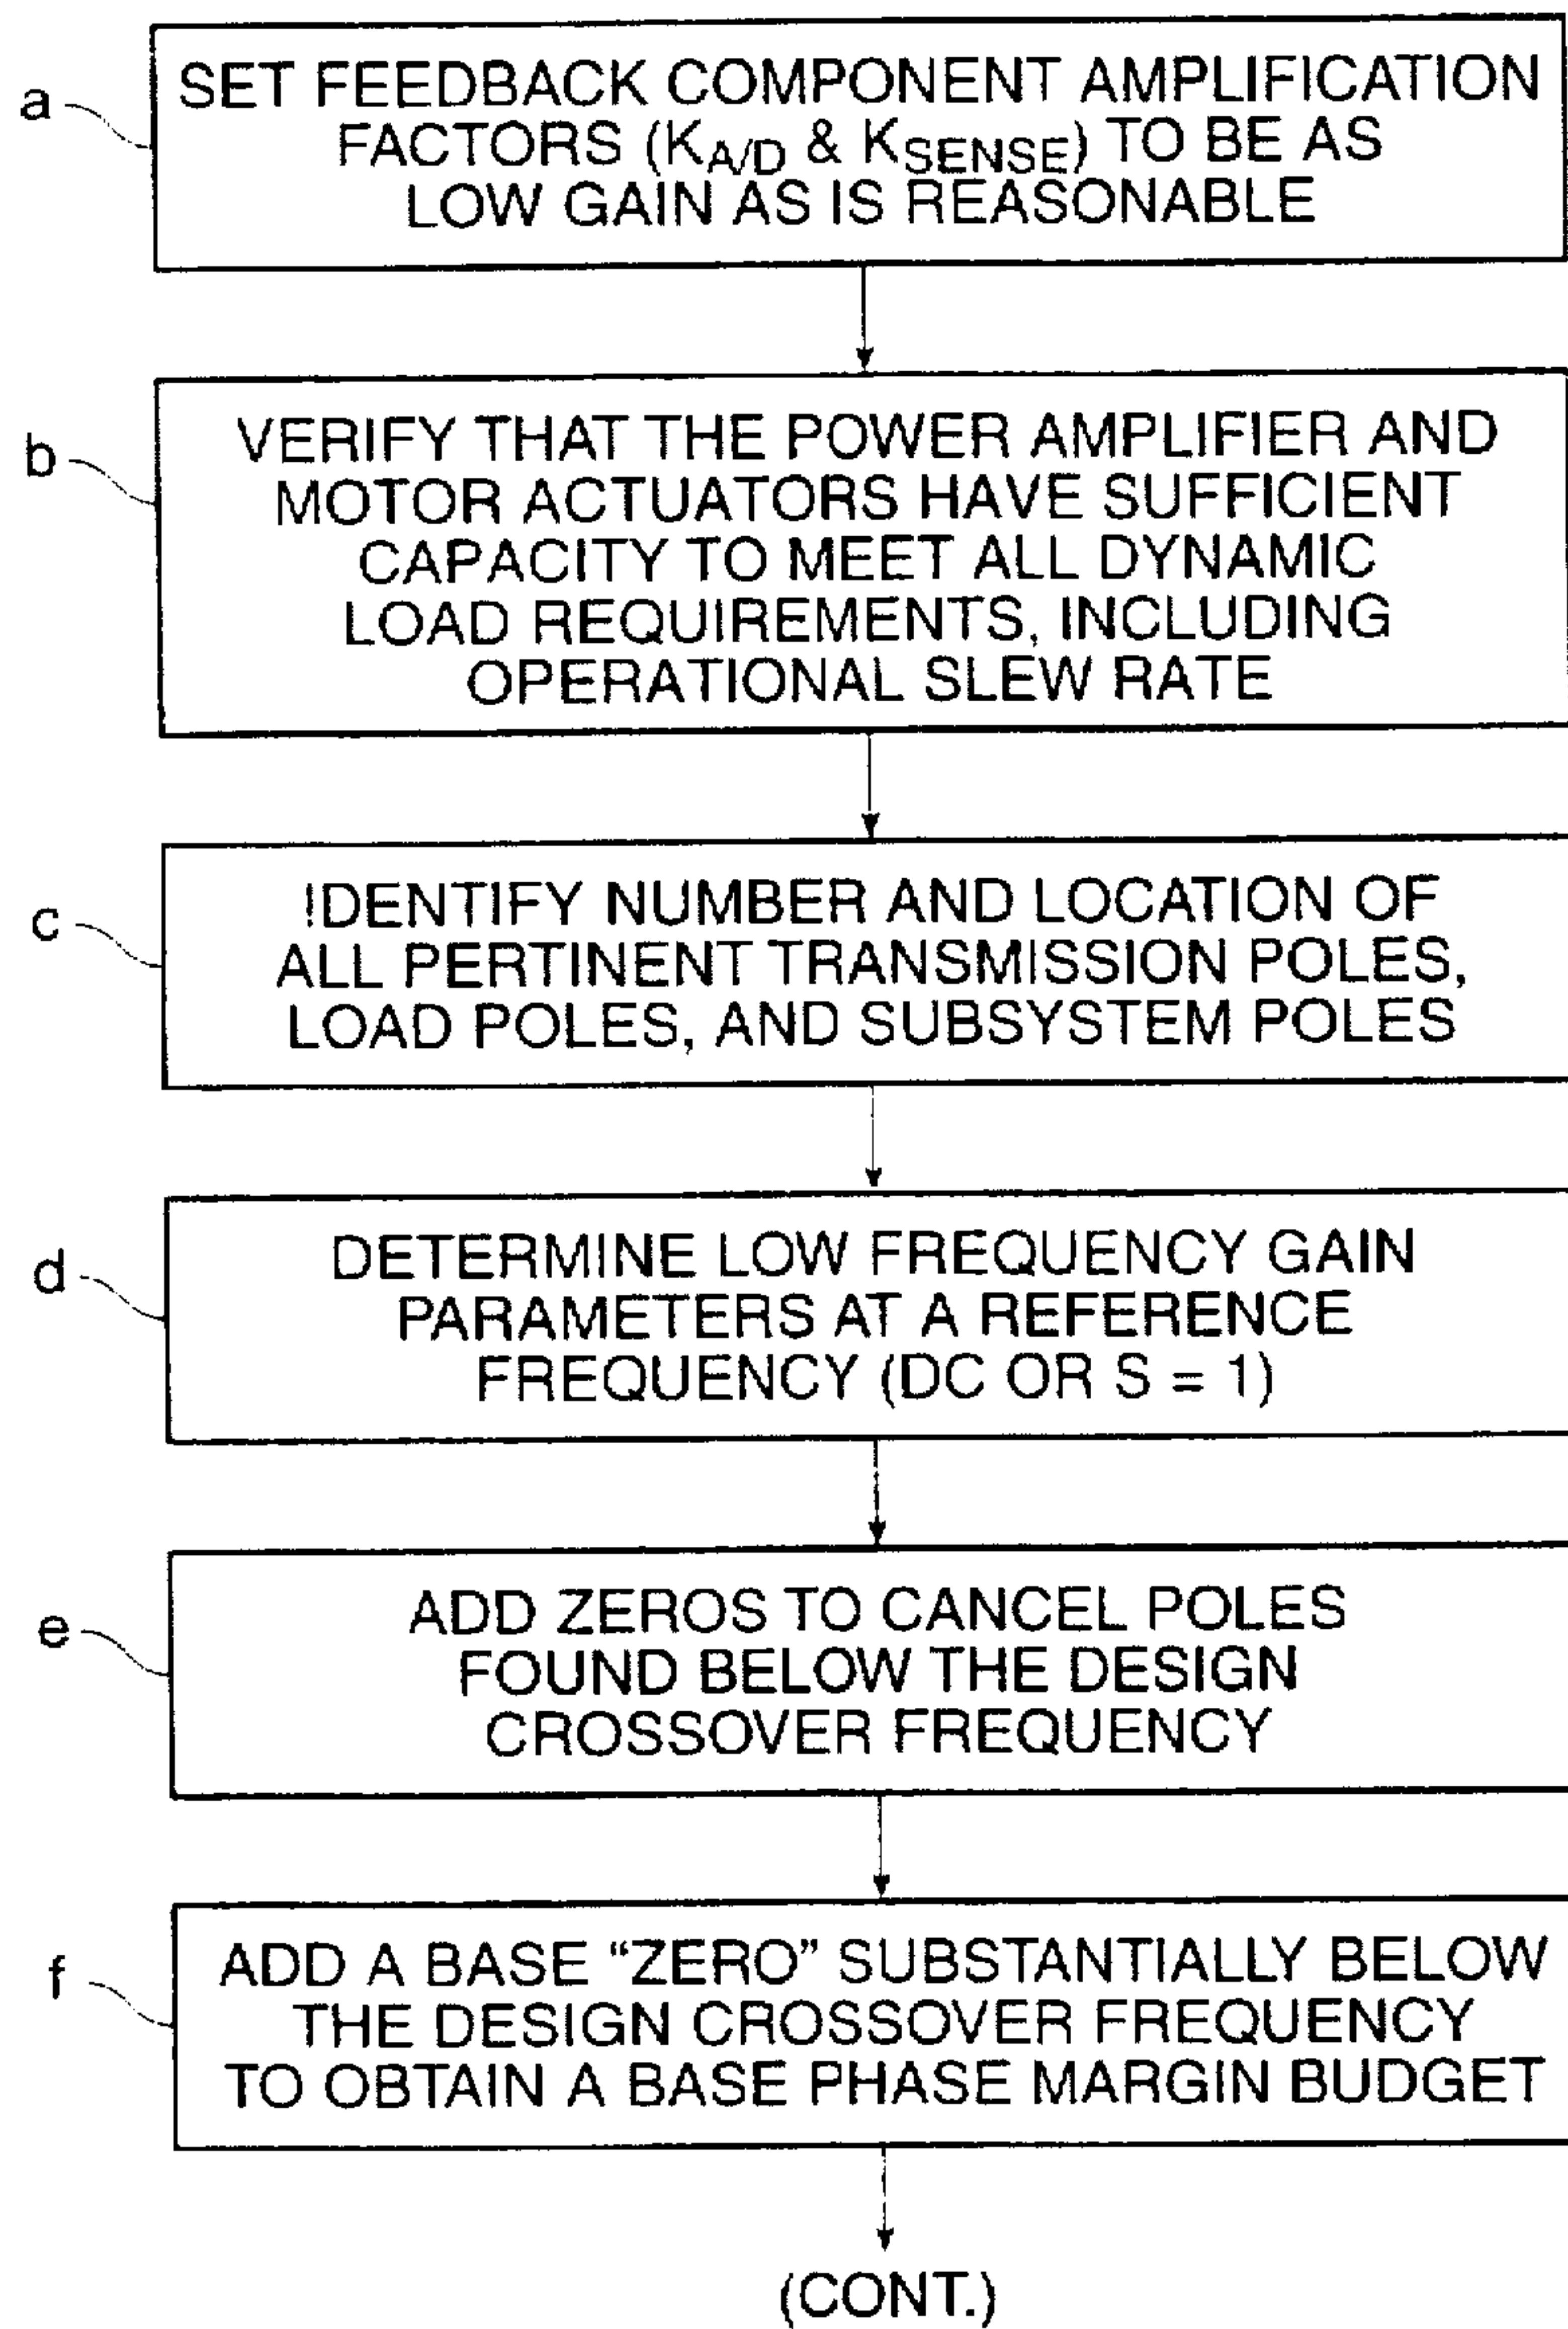 a
SET FEEDBACK COMPONENT AMPLIFICATION
FACTORS (KA/D & KSENSE) TO BE AS
LOW GAIN AS IS REASONABLE
b
VERIFY THAT THE POWER AMPLIFIER AND
MOTOR ACTUATORS HAVE SUFFICIENT
CAPACITY TO MEET ALL DYNAMIC
LOAD REQUIREMENTS, INCLUDING
OPERATIONAL SLEW RATE
c
IDENTIFY NUMBER AND LOCATION OF
ALL PERTINENT TRANSMISSION POLES,
LOAD POLES, AND SUBSYSTEM POLES
d
DETERMINE LOW FREQUENCY GAIN
PARAMETERS AT A REFERENCE
FREQUENCY (DC OR S = 1)
e
ADD ZEROS TO CANCEL POLES
FOUND BELOW THE DESIGN
CROSSOVER FREQUENCY
f
ADD A BASE “ZERO” SUBSTANTIALLY BELOW
THE DESIGN CROSSOVER FREQUENCY
TO OBTAIN A BASE PHASE MARGIN BUDGET
(CONT.)